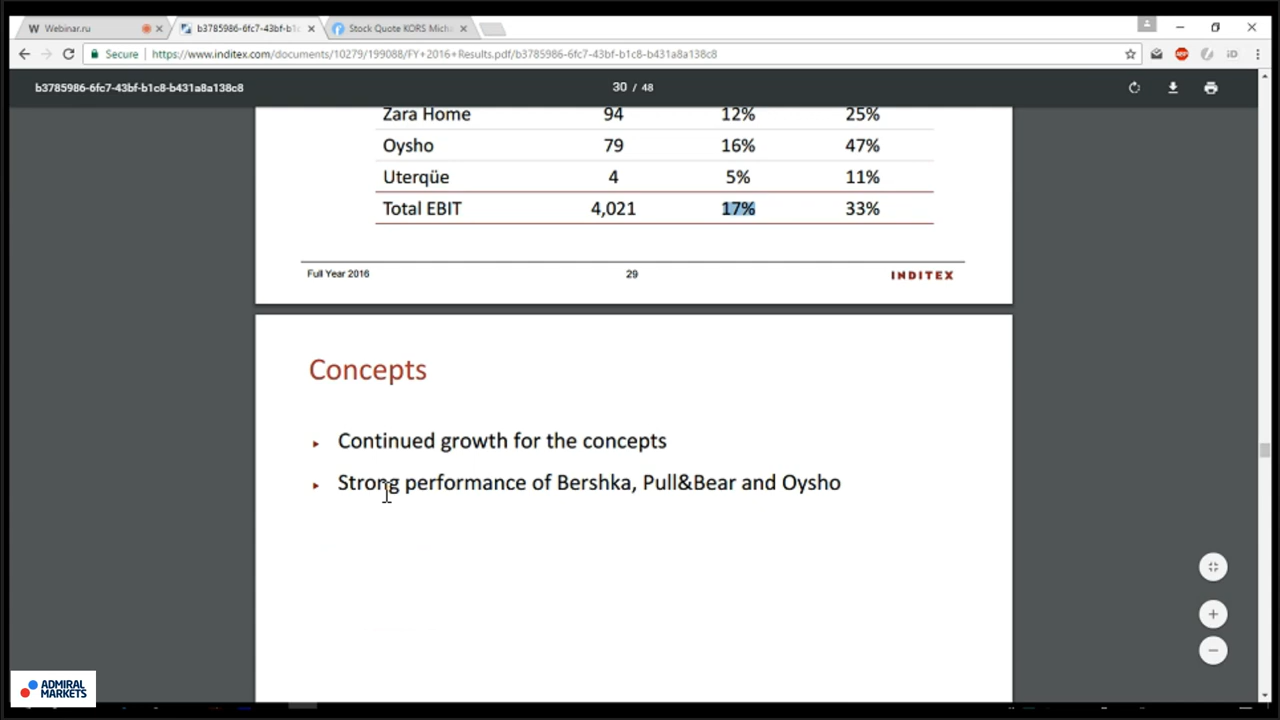 Webinar.ru
b3785986-6fc7-43bf-b1c
Stock Quote KORS Mich
Secure
https://www.inditex.com/documents/10279/199088/FY+2016+Results.pdf/b3785986-6fc7-43bf-b1c8-b431a8a138c8
b3785986-6fc7-43bf-b1c8-b431a8a138c8
30 / 48
Zara Home 94 12% 25%
Oysho 79 16% 47%
Uterqüe 4 5% 11%
Total EBIT 4,021 17% 33%
Full Year 2016 29 INDITEX
Concepts
Continued growth for the concepts
Strong performance of Bershka, Pull&Bear and Oysho
ADMIRAL
MARKETS